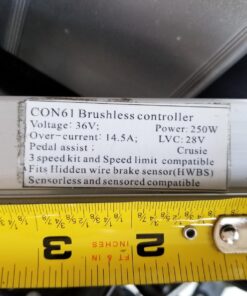 CON61 Brushless controller
Voltage: 36V; Power: 250W
Over-current: 14.5A; LVC: 28V
Pedal assist: Crusie
3 speed kit and Speed limit compatible
Fits Hidden wire brake sensor(HWBS)
Sensorless and sensored compatible
3 2